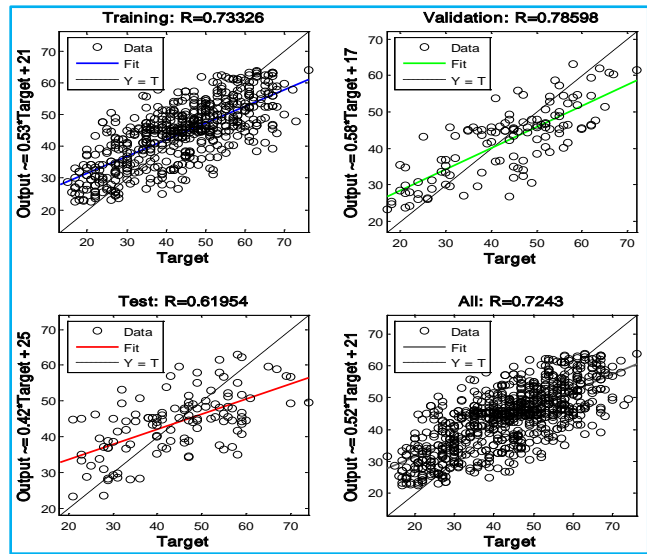 Training: R=0.73326
Output ~= 0.53*Target + 21
70
60
50
40
30
20
Data
Fit
Y = T
20 30 40 50 60 70
Target
Validation: R=0.78598
Output ~= 0.58*Target + 17
70
60
50
40
30
20
Data
Fit
Y = T
20 30 40 50 60 70
Target
Test: R=0.61954
Output ~= 0.42*Target + 25
70
60
50
40
30
20
Data
Fit
Y = T
20 30 40 50 60 70
Target
All: R=0.7243
Output ~= 0.52*Target + 21
70
60
50
40
30
20
Data
Fit
Y = T
20 30 40 50 60 70
Target